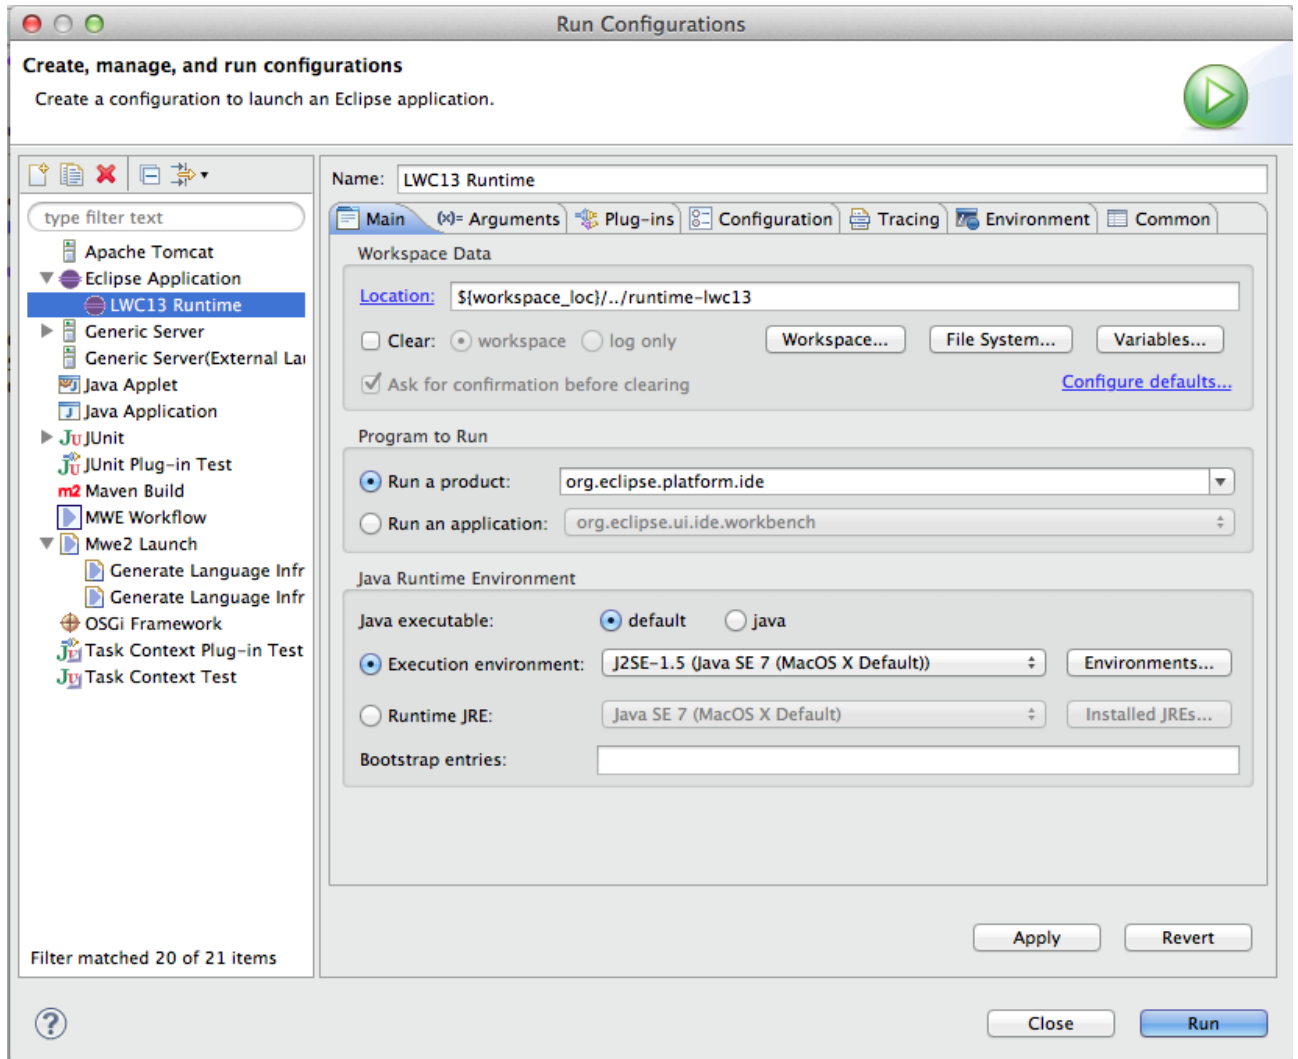 Run Configurations
Create, manage, and run configurations
Create a configuration to launch an Eclipse application.
type filter text
Apache Tomcat
Eclipse Application
LWC13 Runtime
Generic Server
Generic Server(External Lau
Java Applet
Java Application
JUnit
JUnit Plug-in Test
m2 Maven Build
MWE Workflow
Mwe2 Launch
Generate Language Infr
Generate Language Infr
OSGi Framework
Task Context Plug-in Test
Task Context Test
Filter matched 20 of 21 items
Name: LWC13 Runtime
Main (x)= Arguments Plug-ins Configuration Tracing Environment Common
Workspace Data
Location: ${workspace_loc}/../runtime-lwc13
Clear: workspace log only Workspace... File System... Variables...
Ask for confirmation before clearing Configure defaults...
Program to Run
Run a product: org.eclipse.platform.ide
Run an application: org.eclipse.ui.ide.workbench
Java Runtime Environment
Java executable: default java
Execution environment: J2SE-1.5 (Java SE 7 (MacOS X Default)) Environments...
Runtime JRE: Java SE 7 (MacOS X Default) Installed JREs...
Bootstrap entries:
Apply Revert
? Close Run